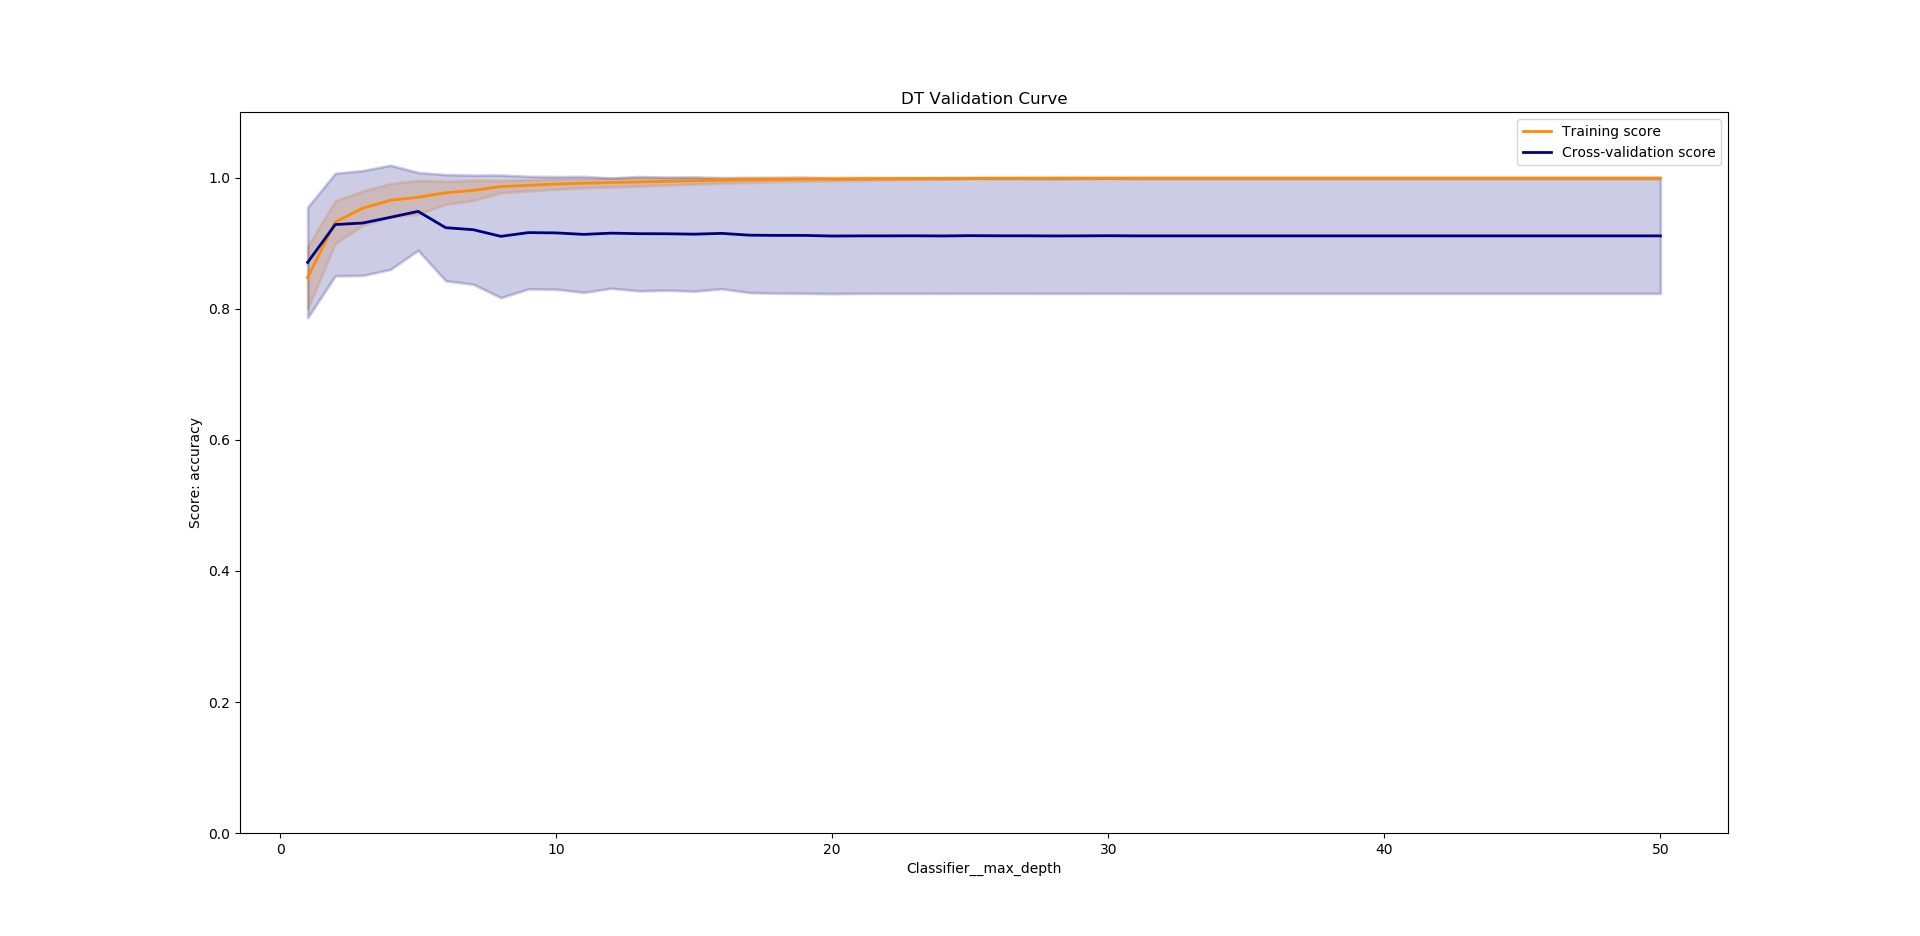 DT Validation Curve
Training score
Cross-validation score
1.0
0.8
0.6
0.4
0.2
0.0
Score: accuracy
0 10 20 30 40 50
Classifier__max_depth